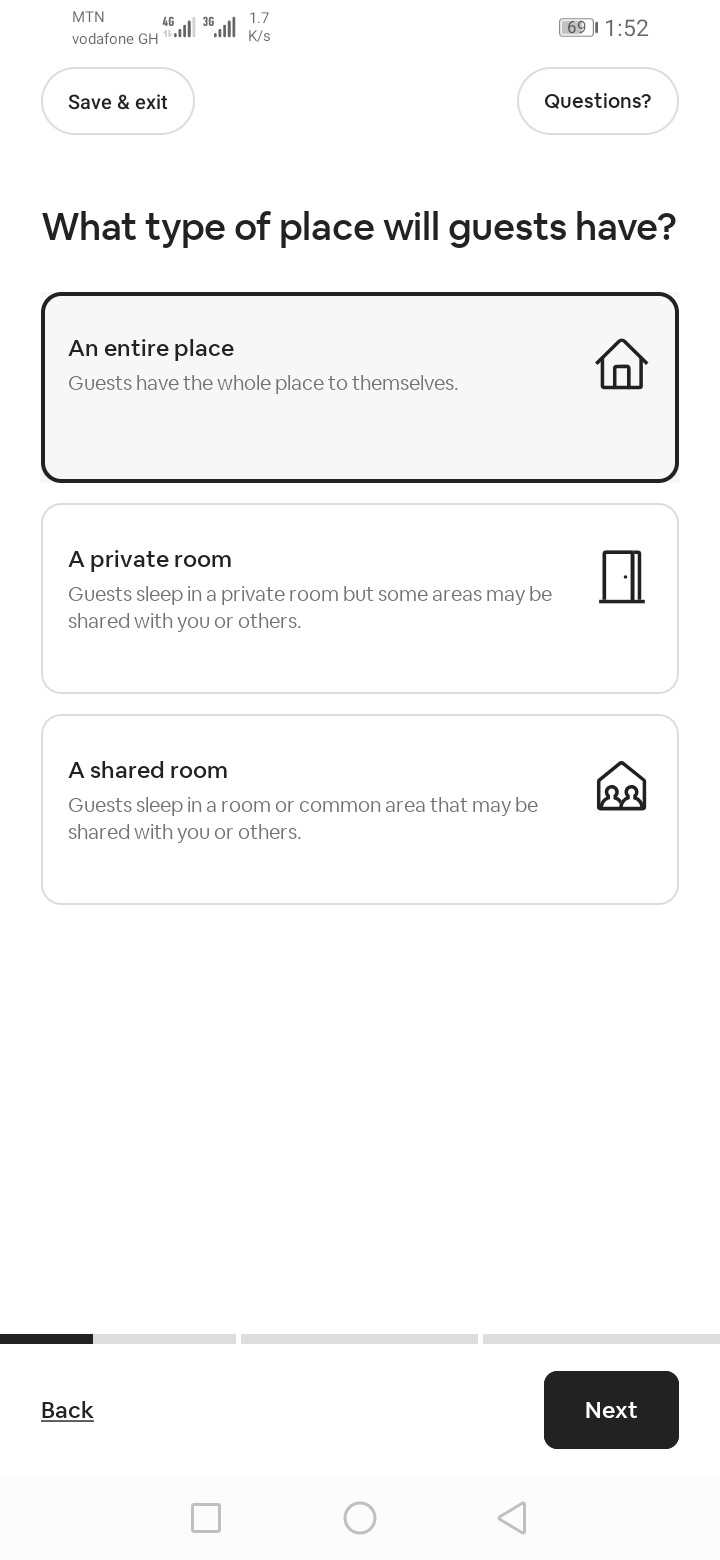 MTN
vodafone GH
4G
3G
1.7
K/s
69
1:52
Save & exit
Questions?
What type of place will guests have?
An entire place
Guests have the whole place to themselves.
A private room
Guests sleep in a private room but some areas may be
shared with you or others.
A shared room
Guests sleep in a room or common area that may be
shared with you or others.
Back
Next